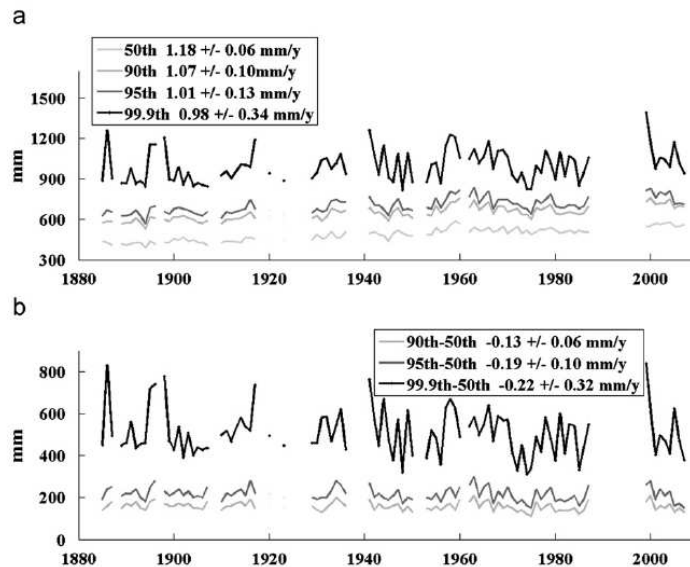 a
50th 1.18 +/- 0.06 mm/y
90th 1.07 +/- 0.10mm/y
95th 1.01 +/- 0.13 mm/y
99.9th 0.98 +/- 0.34 mm/y
1500
1200
900
600
300
mm
1880 1900 1920 1940 1960 1980 2000
b
90th-50th -0.13 +/- 0.06 mm/y
95th-50th -0.19 +/- 0.10 mm/y
99.9th-50th -0.22 +/- 0.32 mm/y
800
600
400
200
0
mm
1880 1900 1920 1940 1960 1980 2000